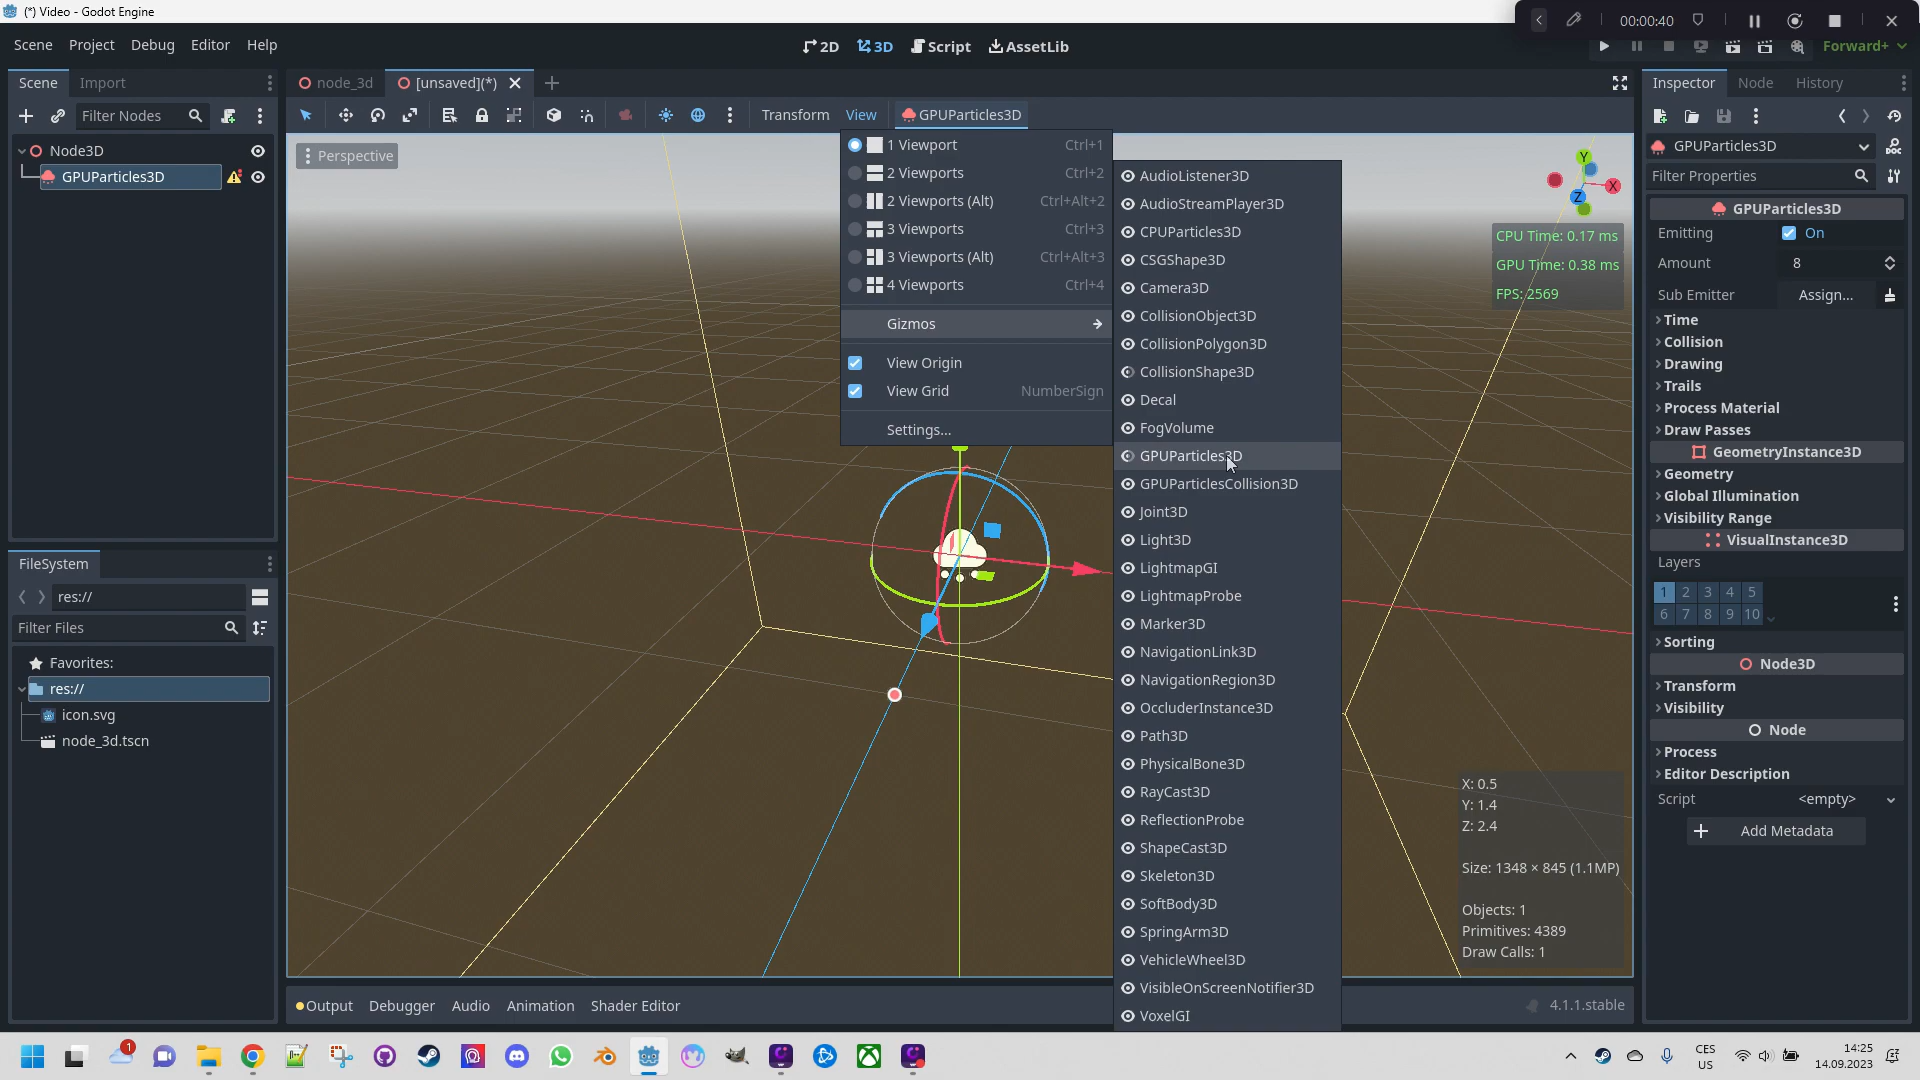 (*) Video - Godot Engine
00:00:40
Scene Project Debug Editor Help
2D 3D Script AssetLib
Forward+
Scene Import
node_3d [unsaved](*)
Inspector Node History
Filter Nodes
Transform View GPUParticles3D
Node3D
GPUParticles3D
Perspective
1 Viewport Ctrl+1
2 Viewports Ctrl+2
2 Viewports (Alt) Ctrl+Alt+2
3 Viewports Ctrl+3
3 Viewports (Alt) Ctrl+Alt+3
4 Viewports Ctrl+4
Gizmos
View Origin
View Grid NumberSign
Settings...
AudioListener3D
AudioStreamPlayer3D
CPUParticles3D
CSGShape3D
Camera3D
CollisionObject3D
CollisionPolygon3D
CollisionShape3D
Decal
FogVolume
GPUParticles3D
GPUParticlesCollision3D
Joint3D
Light3D
LightmapGI
LightmapProbe
Marker3D
NavigationLink3D
NavigationRegion3D
OccluderInstance3D
Path3D
PhysicalBone3D
RayCast3D
ReflectionProbe
ShapeCast3D
Skeleton3D
SoftBody3D
SpringArm3D
VehicleWheel3D
VisibleOnScreenNotifier3D
VoxelGI
Y
X
Z
CPU Time: 0.17 ms
GPU Time: 0.38 ms
FPS: 2569
X: 0.5
Y: 1.4
Z: 2.4
Size: 1348 × 845 (1.1MP)
Objects: 1
Primitives: 4389
Draw Calls: 1
GPUParticles3D
Filter Properties
GPUParticles3D
Emitting On
Amount 8
Sub Emitter Assign...
Time
Collision
Drawing
Trails
Process Material
Draw Passes
GeometryInstance3D
Geometry
Global Illumination
Visibility Range
VisualInstance3D
Layers
1 2 3 4 5
6 7 8 9 10
Sorting
Node3D
Transform
Visibility
Node
Process
Editor Description
Script <empty>
Add Metadata
FileSystem
res://
Filter Files
Favorites:
res://
icon.svg
node_3d.tscn
Output Debugger Audio Animation Shader Editor
4.1.1.stable
1
CES
US
14:25
14.09.2023